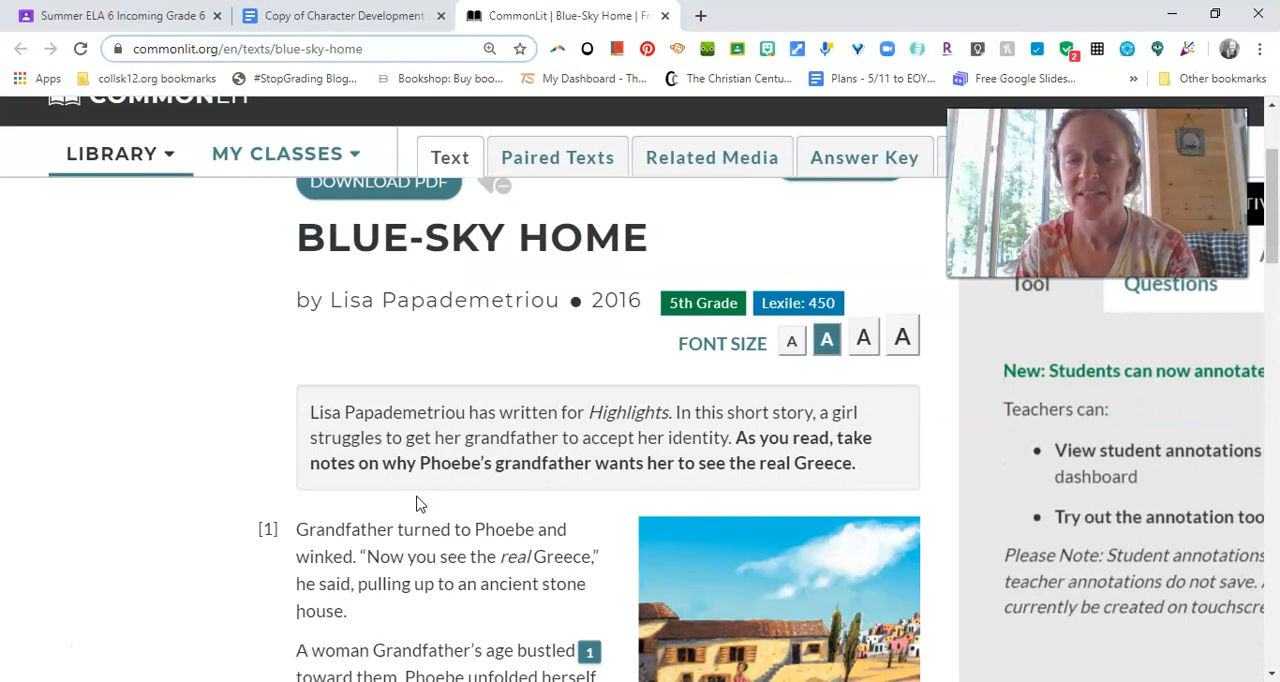 Summer ELA 6 Incoming Grade 6
Copy of Character Development
CommonLit | Blue-Sky Home | Fr
commonlit.org/en/texts/blue-sky-home
Apps
collsk12.org bookmarks
#StopGrading Blog...
Bookshop: Buy boo...
My Dashboard - Th...
The Christian Centu...
Plans - 5/11 to EOY...
Free Google Slides...
»
Other bookmarks
COMMONLIT
LIBRARY
MY CLASSES
Text
Paired Texts
Related Media
Answer Key
DOWNLOAD PDF
BLUE-SKY HOME
by Lisa Papademetriou ● 2016
5th Grade
Lexile: 450
FONT SIZE A A A A
Lisa Papademetriou has written for Highlights. In this short story, a girl
struggles to get her grandfather to accept her identity. As you read, take
notes on why Phoebe's grandfather wants her to see the real Greece.
[1] Grandfather turned to Phoebe and
winked. “Now you see the real Greece,”
he said, pulling up to an ancient stone
house.
A woman Grandfather's age bustled 1
toward them. Phoebe unfolded herself
Tool
Questions
New: Students can now annotate
Teachers can:
• View student annotations
dashboard
• Try out the annotation too
Please Note: Student annotations
teacher annotations do not save.
currently be created on touchscre